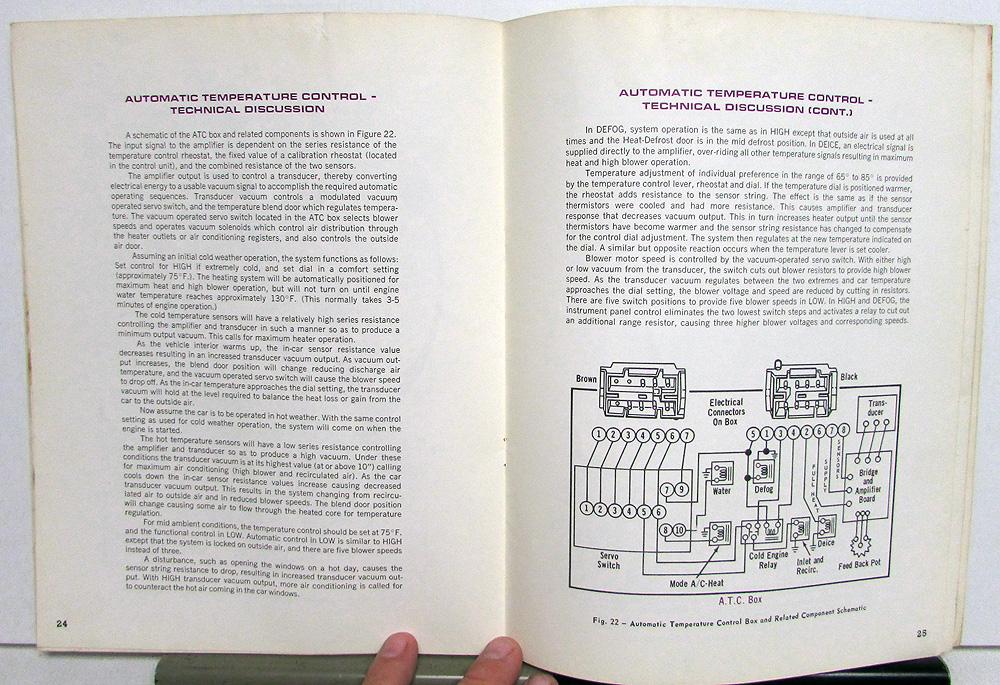 AUTOMATIC TEMPERATURE CONTROL -
TECHNICAL DISCUSSION
A schematic of the ATC box and related components is shown in Figure 22.
The input signal to the amplifier is dependent on the series resistance of the
temperature control rheostat, the fixed value of a calibration rheostat (located
in the control unit), and the combined resistance of the two sensors.
The amplifier output is used to control a transducer, thereby converting
electrical energy to a usable vacuum signal to accomplish the required automatic
operating sequences. Transducer vacuum controls a modulated vacuum
operated servo switch, and the temperature blend door which regulates tempera-
ture. The vacuum operated servo switch located in the ATC box selects blower
speeds and operates vacuum solenoids which control air distribution through
the heater outlets or air conditioning registers, and also controls the outside
air door.
Assuming an initial cold weather operation, the system functions as follows:
Set control for HIGH if extremely cold, and set dial in a comfort setting
(approximately 75°F.). The heating system will be automatically positioned for
maximum heat and high blower operation, but will not turn on until engine
water temperature reaches approximately 130°F. (This normally takes 3-5
minutes of engine operation.)
The cold temperature sensors will have a relatively high series resistance
controlling the amplifier and transducer in such a manner so as to produce a
minimum output vacuum. This calls for maximum heater operation.
As the vehicle interior warms up, the in-car sensor resistance value
decreases resulting in an increased transducer vacuum output. As vacuum out-
put increases, the blend door position will change reducing discharge air
temperature, and the vacuum operated servo switch will cause the blower speed
to drop off. As the in-car temperature approaches the dial setting, the transducer
vacuum will hold at the level required to balance the heat loss or gain from the
car to the outside air.
Now assume the car is to be operated in hot weather. With the same control
setting as used for cold weather operation, the system will come on when the
engine is started.
The hot temperature sensors will have a low series resistance controlling
the amplifier and transducer so as to produce a high vacuum. Under these
conditions the transducer vacuum is at its highest value (at or above 10") calling
for maximum air conditioning (high blower and recirculated air). As the car
cools down the in-car sensor resistance values increase causing decreased
transducer vacuum output. This results in the system changing from recircu-
lated air to outside air and in reduced blower speeds. The blend door position
will change causing some air to flow through the heated core for temperature
regulation.
For mid ambient conditions, the temperature control should be set at 75°F,
and the functional control in LOW. Automatic control in LOW is similar to HIGH
except that the system is locked on outside air, and there are five blower speeds
instead of three.
A disturbance, such as opening the windows on a hot day, causes the
sensor string resistance to drop, resulting in increased transducer vacuum out-
put. With HIGH transducer vacuum output, more air conditioning is called for
to counteract the hot air coming in the car windows.
24
AUTOMATIC TEMPERATURE CONTROL -
TECHNICAL DISCUSSION (CONT.)
In DEFOG, system operation is the same as in HIGH except that outside air is used at all
times and the Heat-Defrost door is in the mid defrost position. In DEICE, an electrical signal is
supplied directly to the amplifier, over-riding all other temperature signals resulting in maximum
heat and high blower operation.
Temperature adjustment of individual preference in the range of 65° to 85° is provided
by the temperature control lever, rheostat and dial. If the temperature dial is positioned warmer,
the rheostat adds resistance to the sensor string. The effect is the same as if the sensor
thermistors were cooled and had more resistance. This causes amplifier and transducer
response that decreases vacuum output. This in turn increases heater output until the sensor
thermistors have become warmer and the sensor string resistance has changed to compensate
for the control dial adjustment. The system then regulates at the new temperature indicated on
the dial. A similar but opposite reaction occurs when the temperature lever is set cooler.
Blower motor speed is controlled by the vacuum-operated servo switch. With either high
or low vacuum from the transducer, the switch cuts out blower resistors to provide high blower
speed. As the transducer vacuum regulates between the two extremes and car temperature
approaches the dial setting, the blower voltage and speed are reduced by cutting in resistors.
There are five switch positions to provide five blower speeds in LOW. In HIGH and DEFOG, the
instrument panel control eliminates the two lowest switch steps and activates a relay to cut out
an additional range resistor, causing three higher blower voltages and corresponding speeds.
Brown
Electrical
Connectors
On Box
Black
Trans-
ducer
1 2 3 4 5 6 7
5 1 3 4 2 6 7 8
FULL HEAT
SUPPLY
SENSORS
Water
Defog
Bridge
and
Amplifier
Board
7 9
1 2 3 4 5 6
8 10
Servo
Switch
Mode A/C-Heat
Cold Engine
Relay
Inlet and
Recirc.
Deice
Feed Back Pot
A.T.C. Box
Fig. 22 — Automatic Temperature Control Box and Related Component Schematic
25